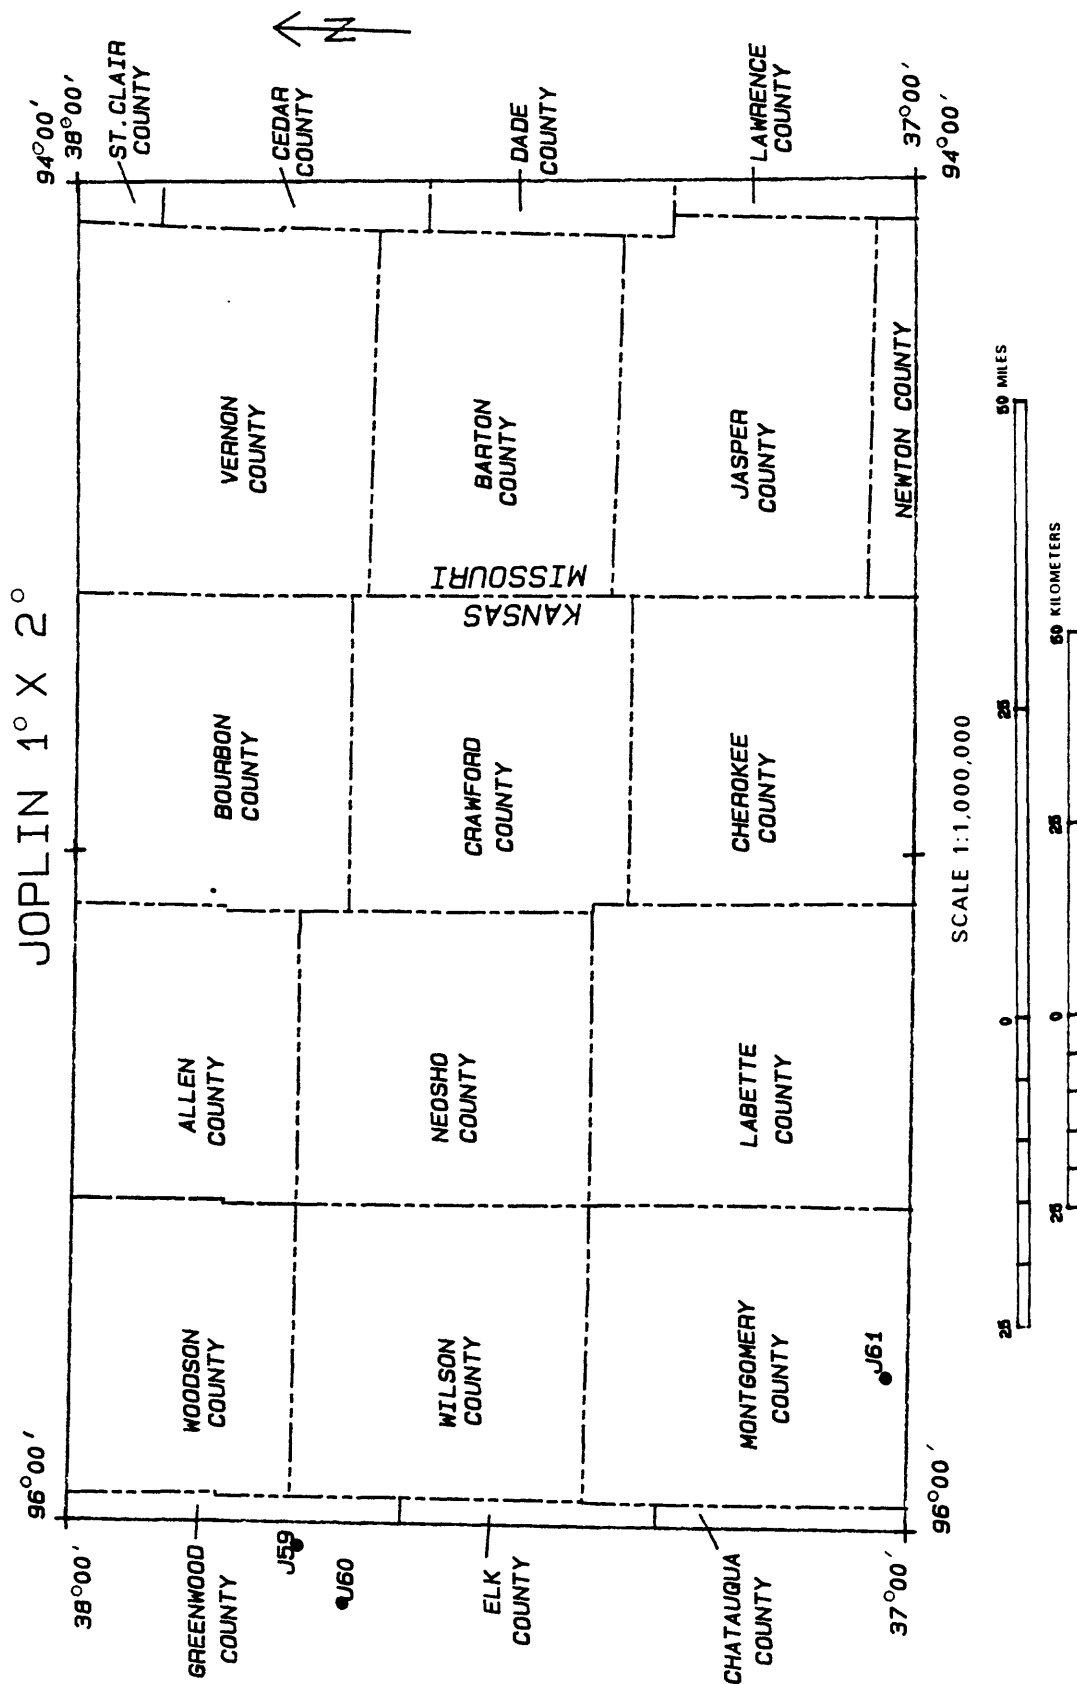 JOPLIN 1° X 2°
96°00'
94°00'
38°00'
38°00'
GREENWOOD
COUNTY
WOODSON
COUNTY
ALLEN
COUNTY
BOURBON
COUNTY
VERNON
COUNTY
ST. CLAIR
COUNTY
CEDAR
COUNTY
N
J59
J60
ELK
COUNTY
WILSON
COUNTY
NEOSHO
COUNTY
CRAWFORD
COUNTY
KANSAS
MISSOURI
BARTON
COUNTY
DADE
COUNTY
CHATAUQUA
COUNTY
MONTGOMERY
COUNTY
LABETTE
COUNTY
CHEROKEE
COUNTY
JASPER
COUNTY
LAWRENCE
COUNTY
J61
NEWTON COUNTY
37°00'
37°00'
96°00'
94°00'
SCALE 1:1,000,000
25 0 25 50 MILES
25 0 25 50 KILOMETERS